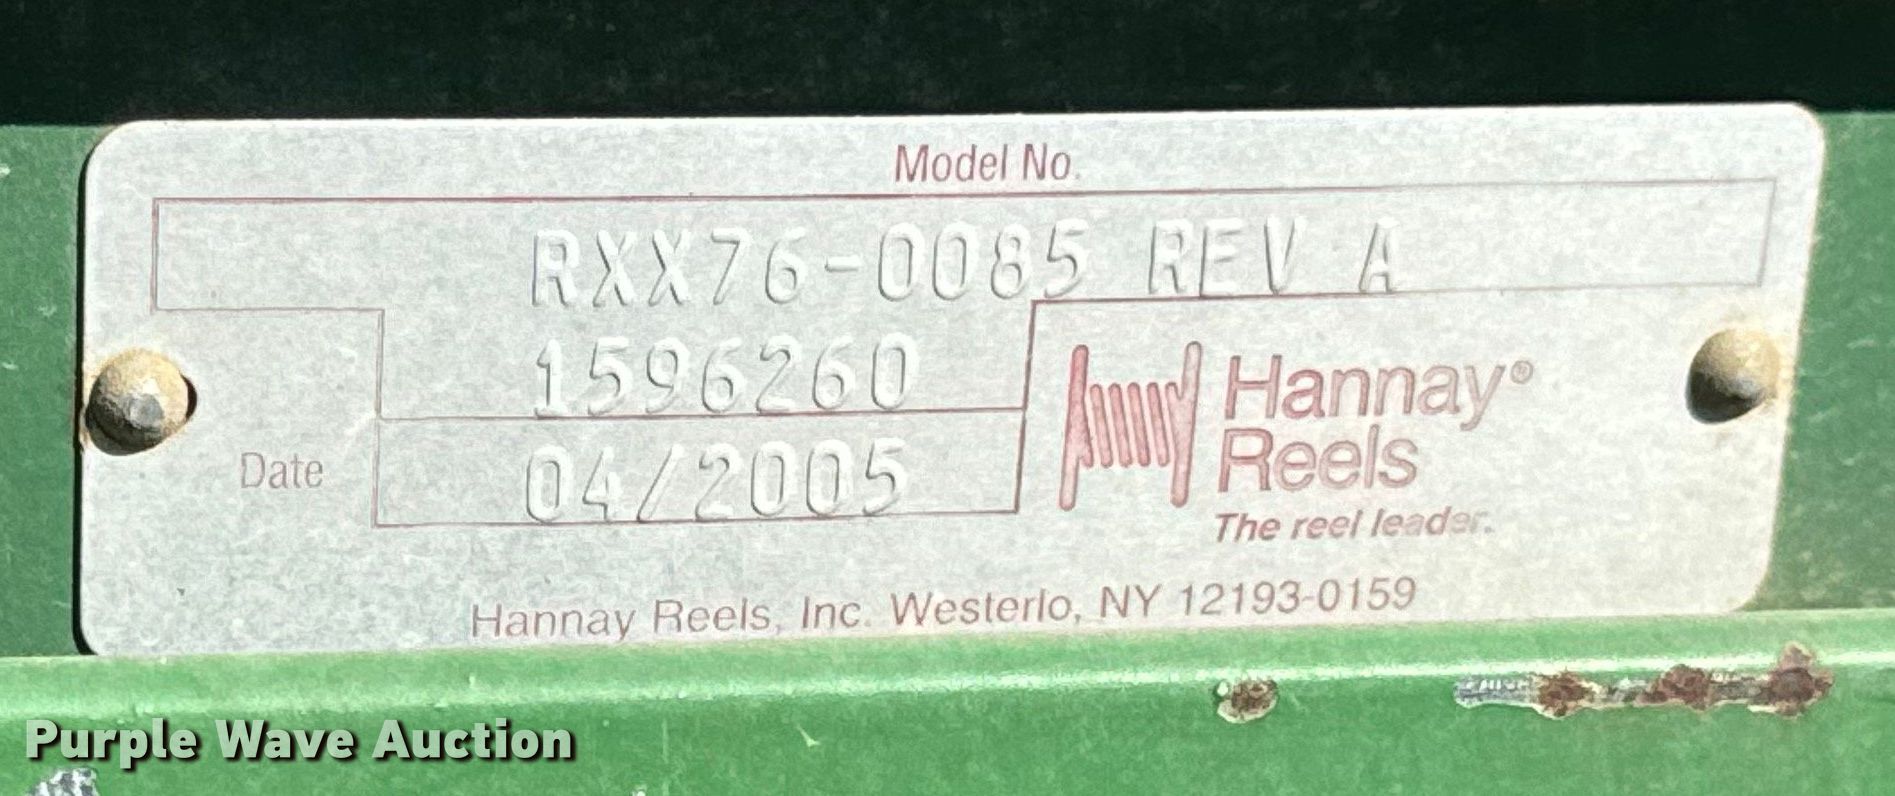 Model No.
RXX76-0085 REV A
1596260
Date 04/2005
Hannay®
Reels
The reel leader.
Hannay Reels, Inc. Westerlo, NY 12193-0159
Purple Wave Auction